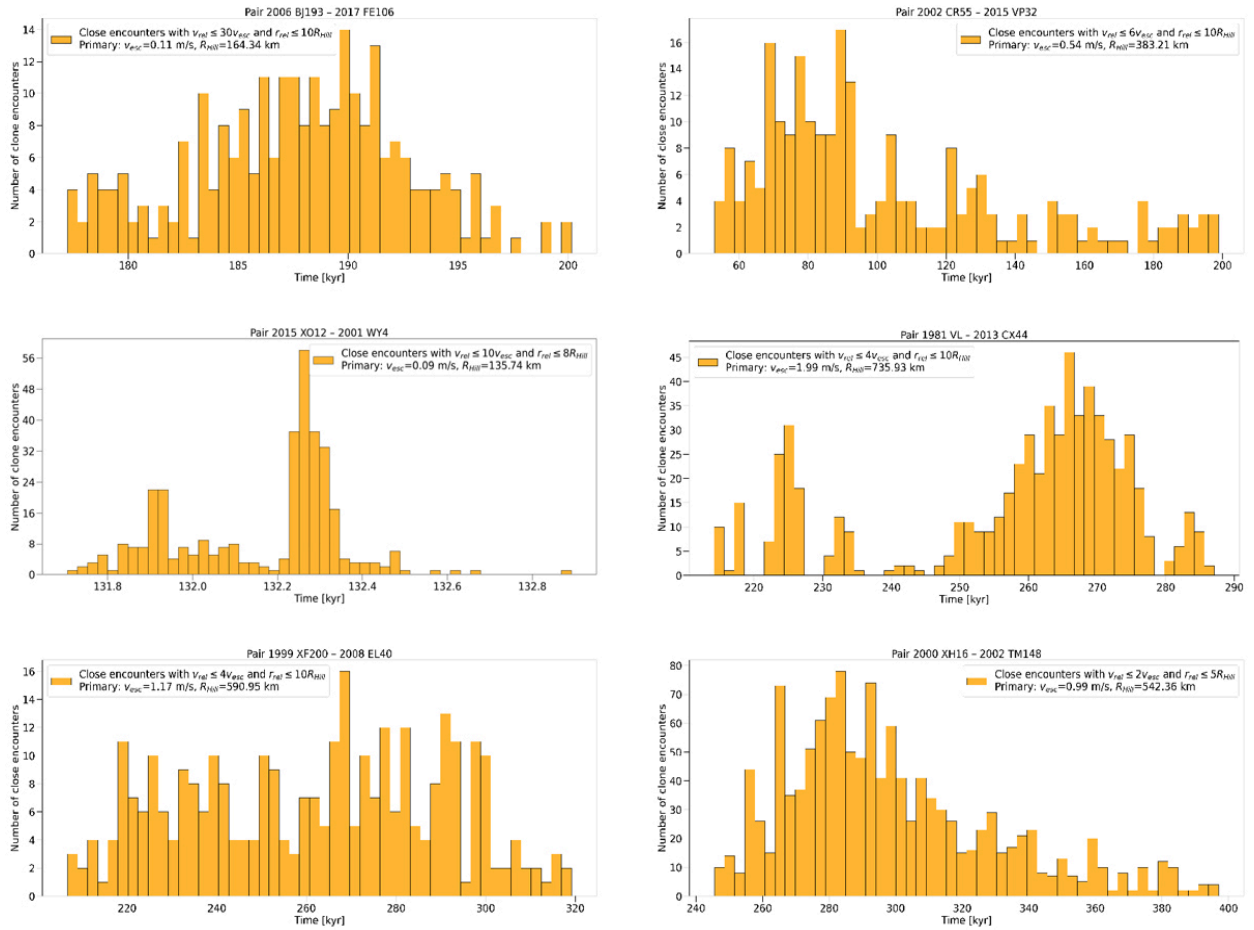 Pair 2006 BJ193 – 2017 FE106
Close encounters with v_rel ≤ 30v_esc and r_rel ≤ 10R_Hill
Primary: v_esc=0.11 m/s, R_Hill=164.34 km
Number of close encounters
14
12
10
8
6
4
2
0
180 185 190 195 200
Time [kyr]
Pair 2002 CR55 – 2015 VP32
Close encounters with v_rel ≤ 6v_esc and r_rel ≤ 10R_Hill
Primary: v_esc=0.54 m/s, R_Hill=383.21 km
Number of clone encounters
16
14
12
10
8
6
4
2
0
60 80 100 120 140 160 180 200
Time [kyr]
Pair 2015 XO12 – 2001 WY4
Close encounters with v_rel ≤ 10v_esc and r_rel ≤ 8R_Hill
Primary: v_esc=0.09 m/s, R_Hill=135.74 km
Number of clone encounters
56
48
40
32
24
16
8
0
131.8 132.0 132.2 132.4 132.6 132.8
Time [kyr]
Pair 1981 VL – 2013 CX44
Close encounters with v_rel ≤ 4v_esc and r_rel ≤ 10R_Hill
Primary: v_esc=1.99 m/s, R_Hill=735.93 km
Number of clone encounters
45
40
35
30
25
20
15
10
5
0
220 230 240 250 260 270 280 290
Time [kyr]
Pair 1999 XF200 – 2008 EL40
Close encounters with v_rel ≤ 4v_esc and r_rel ≤ 10R_Hill
Primary: v_esc=1.17 m/s, R_Hill=590.95 km
Number of clone encounters
16
14
12
10
8
6
4
2
0
220 240 260 280 300 320
Time [kyr]
Pair 2000 XH16 – 2002 TM148
Close encounters with v_rel ≤ 2v_esc and r_rel ≤ 5R_Hill
Primary: v_esc=0.99 m/s, R_Hill=542.36 km
Number of clone encounters
80
70
60
50
40
30
20
10
0
240 260 280 300 320 340 360 380 400
Time [kyr]